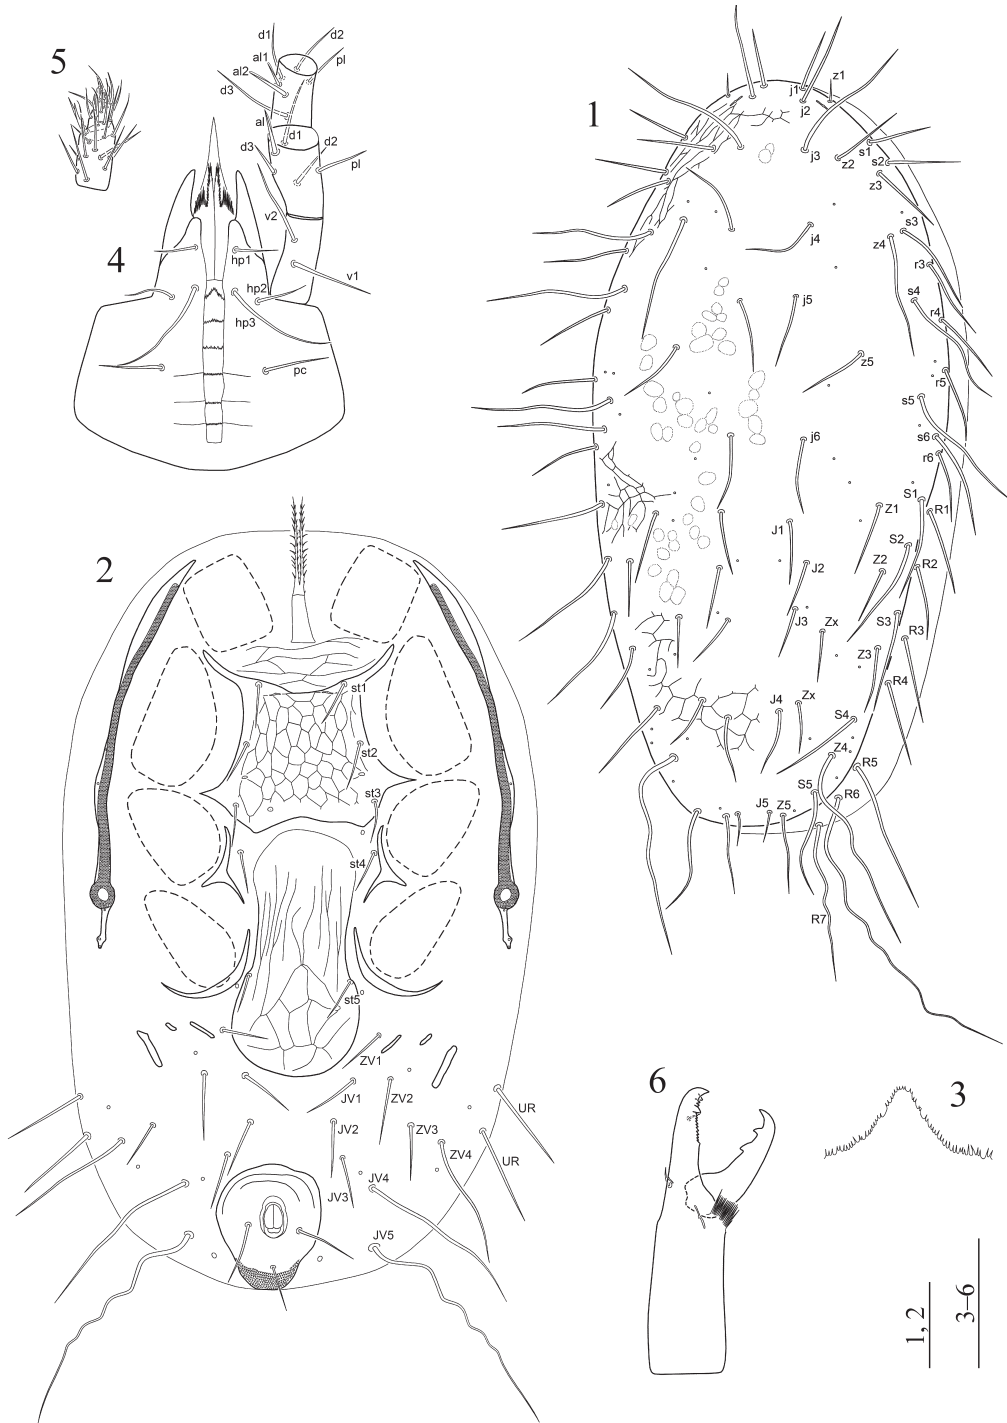 5
d1
d2
al1
pl
al2
d3
al
d1
d2
d3
pl
v2
v1
4
hp1
hp2
hp3
pc
1
j1
z1
j2
j3
z2
s1
s2
z3
s3
j4
z4
r3
s4
j5
r4
z5
r5
s5
j6
s6
r6
S1
Z1
R1
J1
S2
J2
Z2
R2
J3
Zx
S3
R3
Z3
R4
J4
Zx
S4
Z4
R5
S5
R6
J5
Z5
R7
2
st1
st2
st3
st4
st5
ZV1
JV1
ZV2
UR
JV2
ZV3
ZV4
UR
JV3
JV4
JV5
6
3
1, 2
3–6